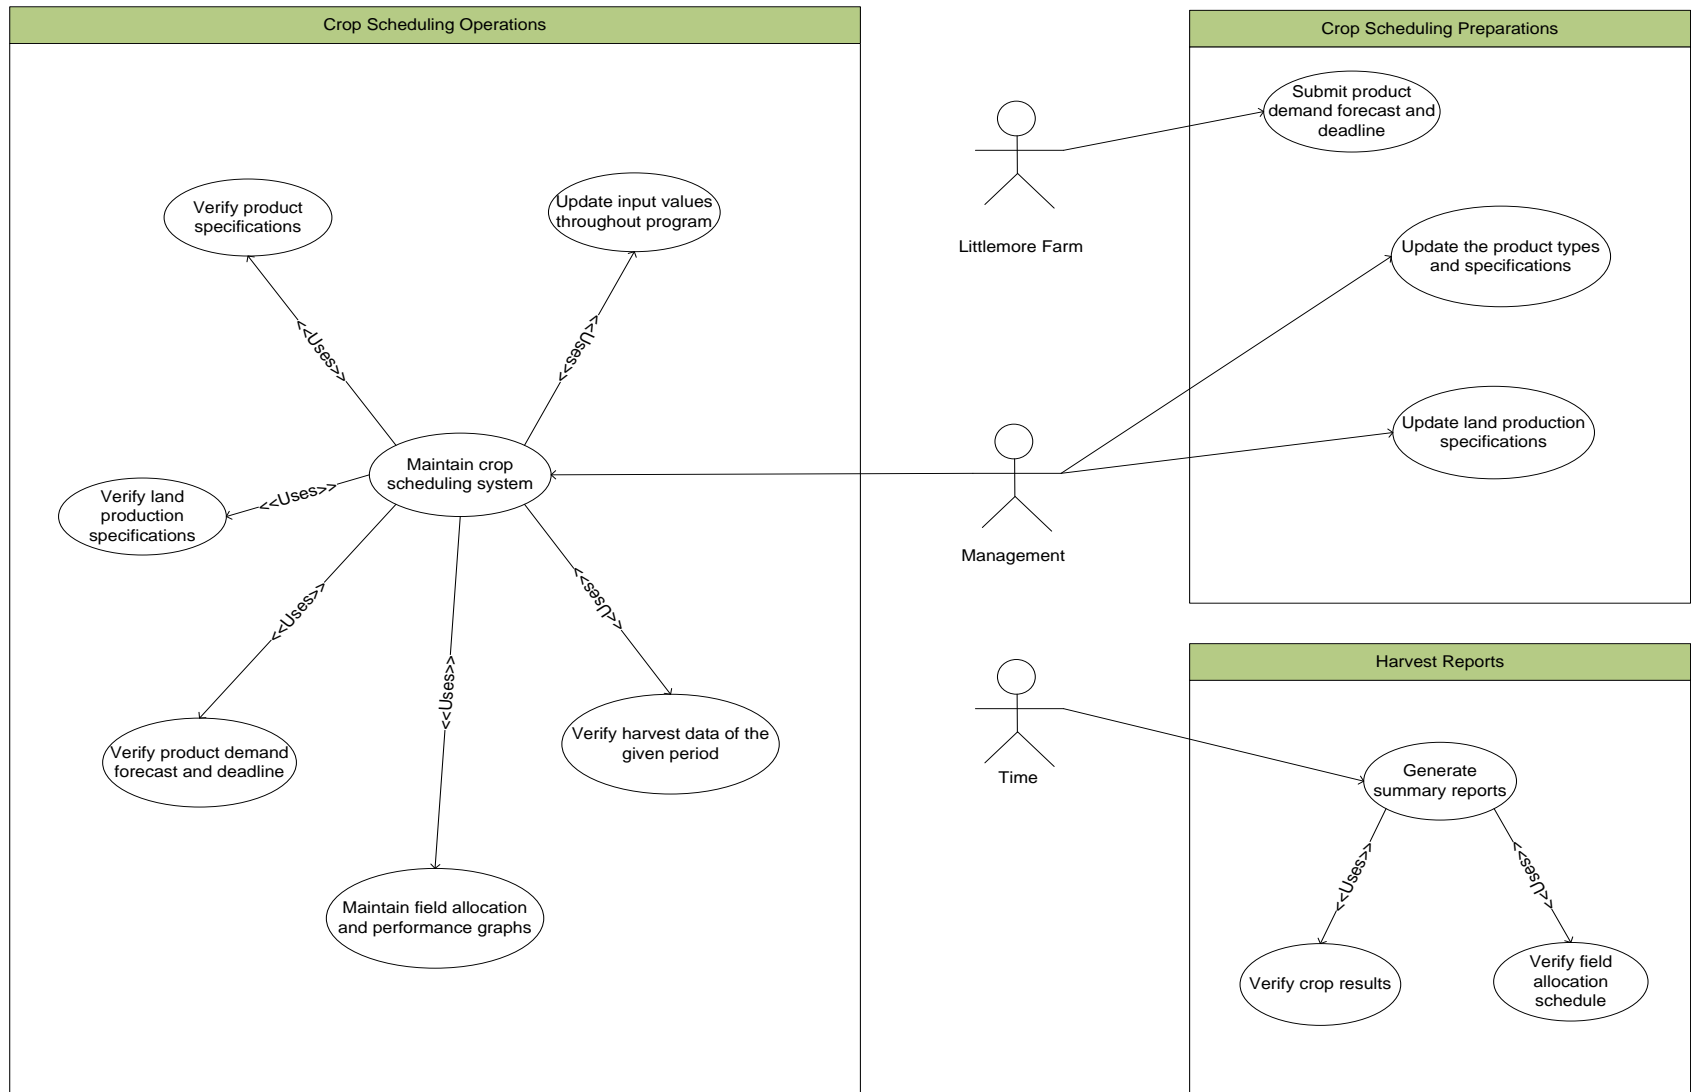 Crop Scheduling Operations
Verify product
specifications
Update input values
throughout program
<<Uses>>
<<Uses>>
Maintain crop
scheduling system
<<Uses>>
Verify land
production
specifications
<<Uses>>
<<Uses>>
<<Uses>>
Verify product demand
forecast and deadline
Verify harvest data of the
given period
Maintain field allocation
and performance graphs
Littlemore Farm
Management
Time
Crop Scheduling Preparations
Submit product
demand forecast and
deadline
Update the product types
and specifications
Update land production
specifications
Harvest Reports
Generate
summary reports
<<Uses>>
<<Uses>>
Verify crop results
Verify field
allocation
schedule